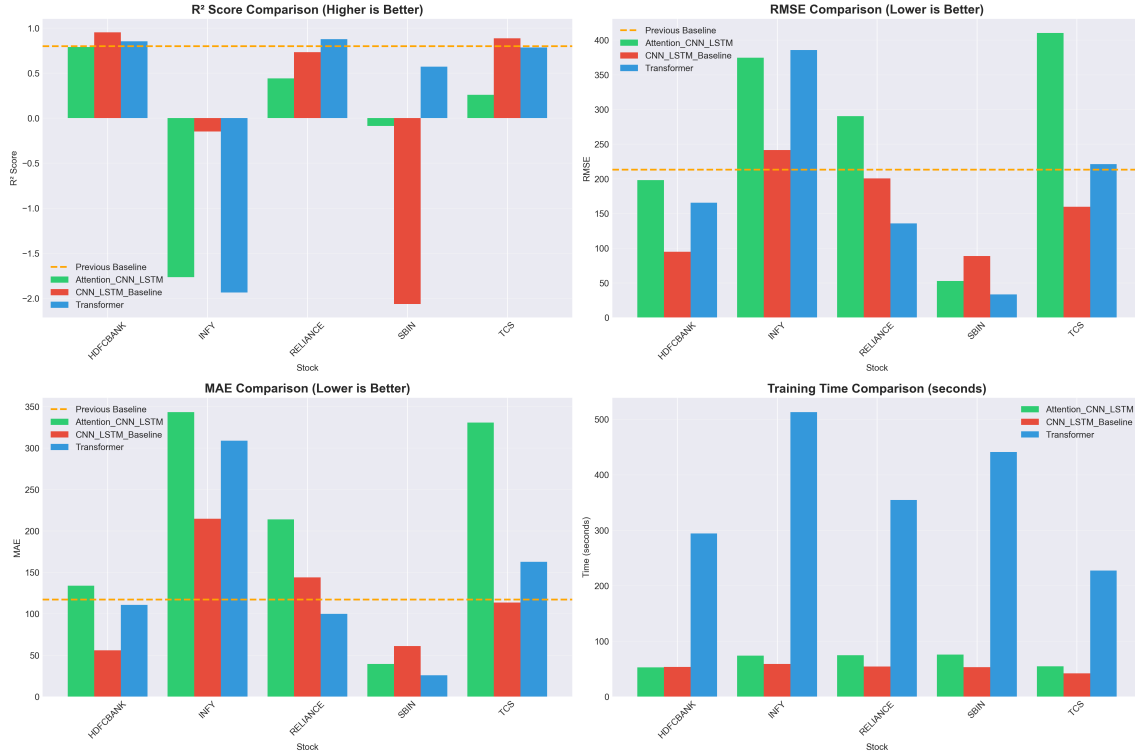 R² Score Comparison (Higher is Better)
1.0
0.5
0.0
−0.5
−1.0
−1.5
−2.0
R² Score
Previous Baseline
Attention_CNN_LSTM
CNN_LSTM_Baseline
Transformer
HDFCBANK
INFY
RELIANCE
SBIN
TCS
Stock
RMSE Comparison (Lower is Better)
400
350
300
250
200
150
100
50
0
RMSE
Previous Baseline
Attention_CNN_LSTM
CNN_LSTM_Baseline
Transformer
HDFCBANK
INFY
RELIANCE
SBIN
TCS
Stock
MAE Comparison (Lower is Better)
350
300
250
200
150
100
50
0
MAE
Previous Baseline
Attention_CNN_LSTM
CNN_LSTM_Baseline
Transformer
HDFCBANK
INFY
RELIANCE
SBIN
TCS
Stock
Training Time Comparison (seconds)
500
400
300
200
100
0
Time (seconds)
Attention_CNN_LSTM
CNN_LSTM_Baseline
Transformer
HDFCBANK
INFY
RELIANCE
SBIN
TCS
Stock